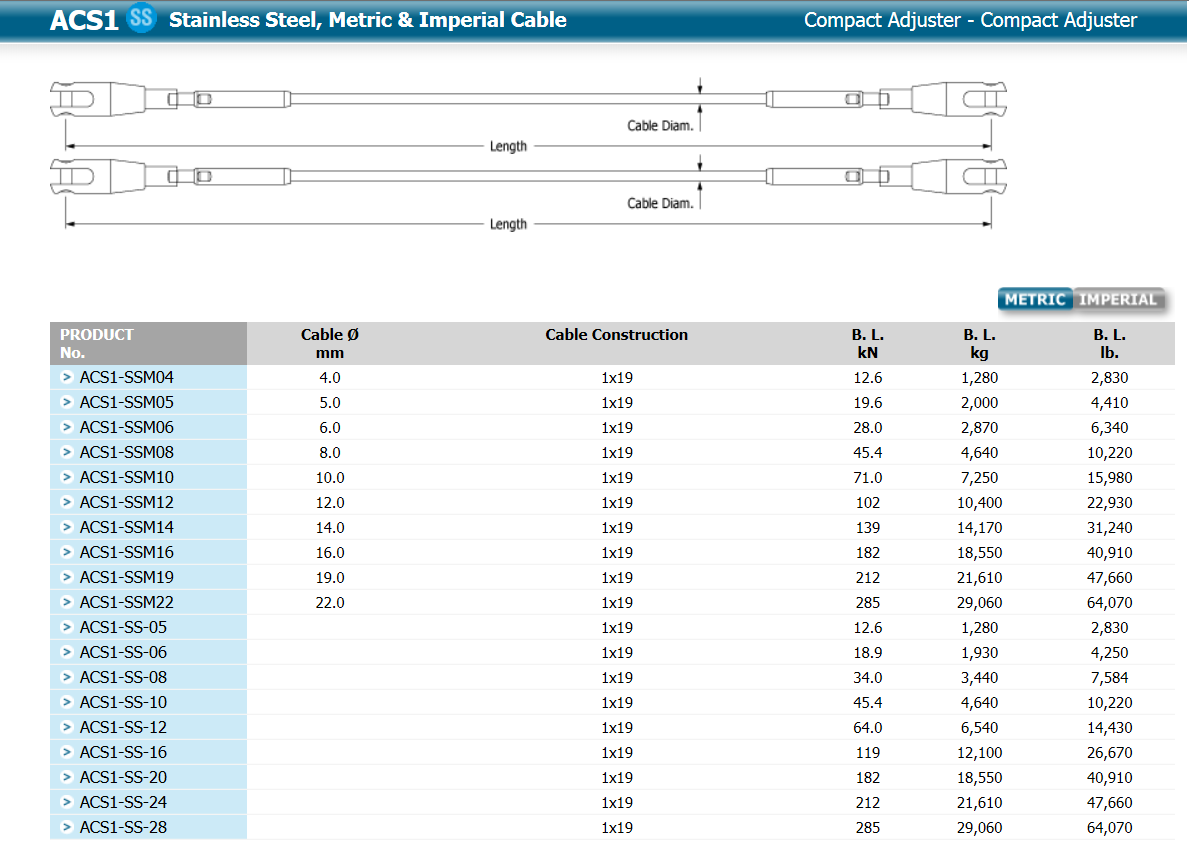 ACS1 SS Stainless Steel, Metric & Imperial Cable Compact Adjuster - Compact Adjuster
Cable Diam.
Length
Cable Diam.
Length
METRIC IMPERIAL
PRODUCT Cable Ø Cable Construction B. L. B. L. B. L.
No. mm kN kg lb.
> ACS1-SSM04 4.0 1x19 12.6 1,280 2,830
> ACS1-SSM05 5.0 1x19 19.6 2,000 4,410
> ACS1-SSM06 6.0 1x19 28.0 2,870 6,340
> ACS1-SSM08 8.0 1x19 45.4 4,640 10,220
> ACS1-SSM10 10.0 1x19 71.0 7,250 15,980
> ACS1-SSM12 12.0 1x19 102 10,400 22,930
> ACS1-SSM14 14.0 1x19 139 14,170 31,240
> ACS1-SSM16 16.0 1x19 182 18,550 40,910
> ACS1-SSM19 19.0 1x19 212 21,610 47,660
> ACS1-SSM22 22.0 1x19 285 29,060 64,070
> ACS1-SS-05 1x19 12.6 1,280 2,830
> ACS1-SS-06 1x19 18.9 1,930 4,250
> ACS1-SS-08 1x19 34.0 3,440 7,584
> ACS1-SS-10 1x19 45.4 4,640 10,220
> ACS1-SS-12 1x19 64.0 6,540 14,430
> ACS1-SS-16 1x19 119 12,100 26,670
> ACS1-SS-20 1x19 182 18,550 40,910
> ACS1-SS-24 1x19 212 21,610 47,660
> ACS1-SS-28 1x19 285 29,060 64,070